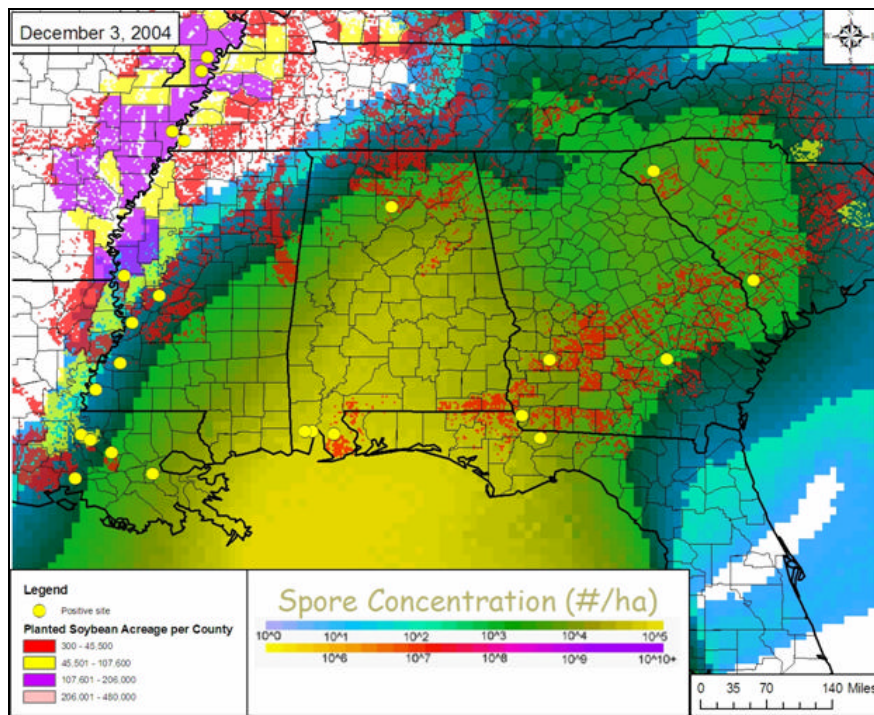 December 3, 2004
Legend
Positive site
Planted Soybean Acreage per County
300 - 45.500
45.501 - 107.600
107.601 - 206.000
206.001 - 480.000
Spore Concentration (#/ha)
10^0 10^1 10^2 10^3 10^4 10^5
10^6 10^7 10^8 10^9 10^10+
0 35 70 140 Miles